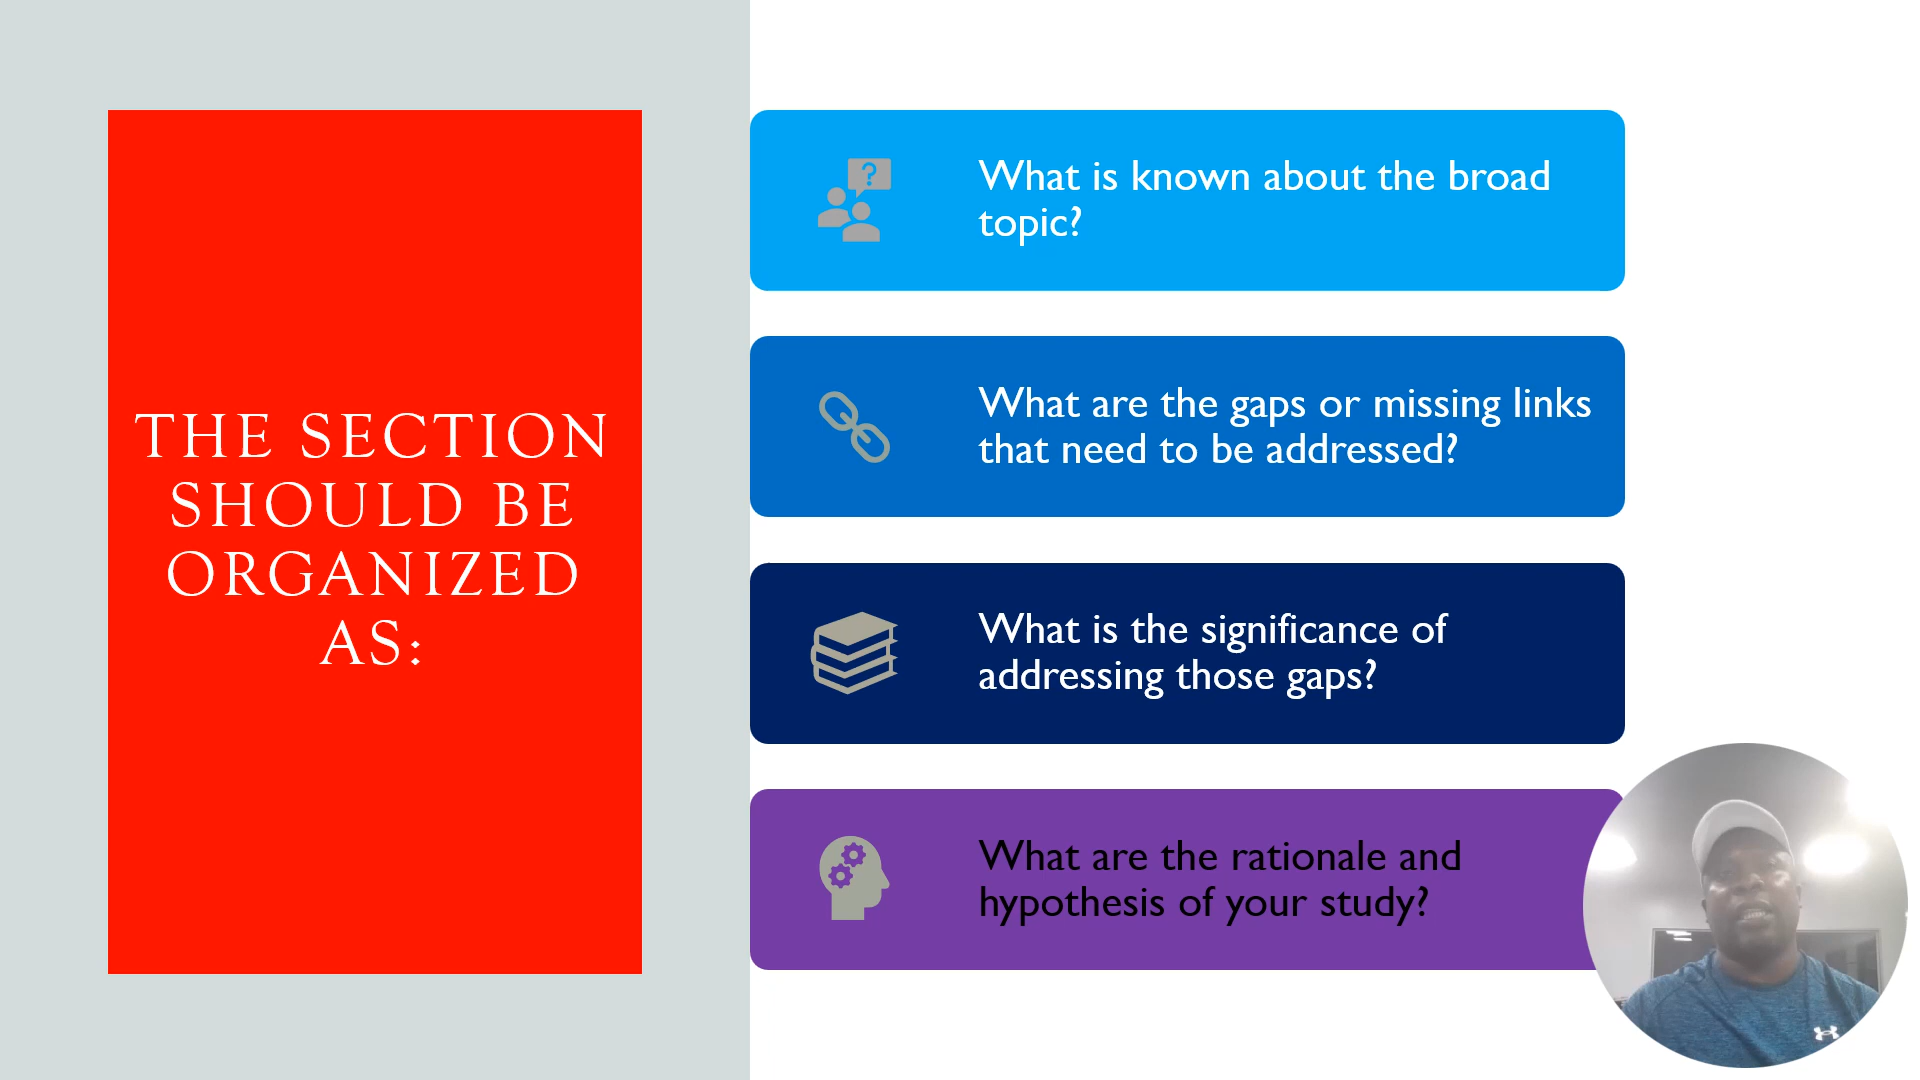 THE SECTION
SHOULD BE
ORGANIZED
AS:
?
What is known about the broad
topic?
What are the gaps or missing links
that need to be addressed?
What is the significance of
addressing those gaps?
What are the rationale and
hypothesis of your study?